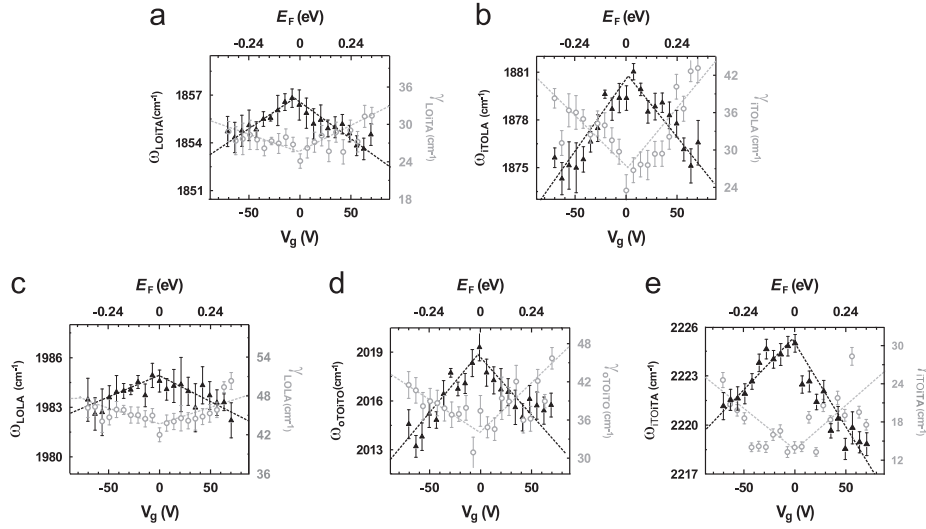 a
E_F (eV)
-0.24 0 0.24
1857
1854
1851
ω_LOITA (cm⁻¹)
36
30
24
18
γ_LOITA (cm⁻¹)
-50 0 50
V_g (V)
b
E_F (eV)
-0.24 0 0.24
1881
1878
1875
ω_iTOLA (cm⁻¹)
42
36
30
24
γ_iTOLA (cm⁻¹)
-50 0 50
V_g (V)
c
E_F (eV)
-0.24 0 0.24
1986
1983
1980
ω_LOLA (cm⁻¹)
54
48
42
36
γ_LOLA (cm⁻¹)
-50 0 50
V_g (V)
d
E_F (eV)
-0.24 0 0.24
2019
2016
2013
ω_oTOiTO (cm⁻¹)
48
42
36
30
γ_OTOITO (cm⁻¹)
-50 0 50
V_g (V)
e
E_F (eV)
-0.24 0 0.24
2226
2223
2220
2217
ω_iTOITA (cm⁻¹)
30
24
18
12
ITOITA (cm⁻¹)
-50 0 50
V_g (V)